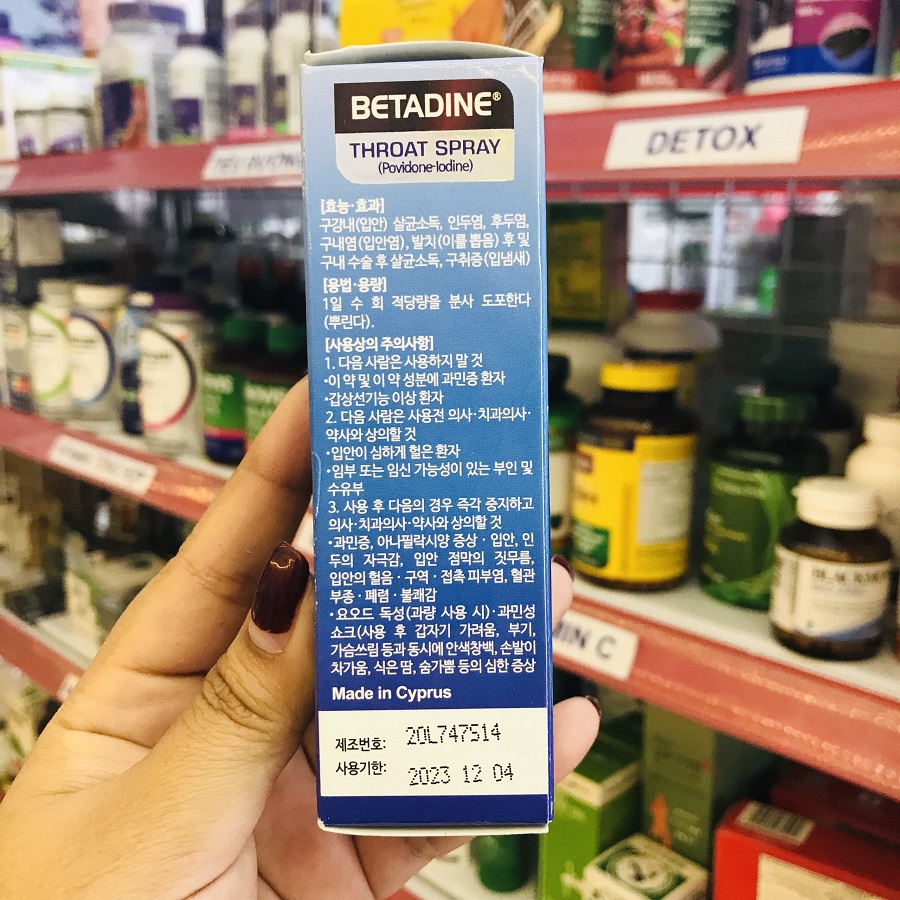 BETADINE®
THROAT SPRAY
(Povidone-Iodine)
[효능·효과]
구강내(입안) 살균소독, 인두염, 후두염,
구내염(입안염), 발치(이를 뽑음) 후 및
구내 수술 후 살균소독, 구취증(입냄새)
[용법·용량]
1일 수 회 적당량을 분사 도포한다
(뿌린다).
[사용상의 주의사항]
1. 다음 사람은 사용하지 말 것
·이 약 및 이 약 성분에 과민증 환자
·갑상선기능 이상 환자
2. 다음 사람은 사용전 의사·치과의사·
약사와 상의할 것
·입안이 심하게 헐은 환자
·임부 또는 임신 가능성이 있는 부인 및
수유부
3. 사용 후 다음의 경우 즉각 중지하고
의사·치과의사·약사와 상의할 것
·과민증, 아나필락시양 증상 · 입안, 인
두의 자극감, 입안 점막의 짓무름,
입안의 헐음 · 구역 · 접촉 피부염, 혈관
부종 · 폐렴 · 불쾌감
·요오드 독성(과량 사용 시)·과민성
쇼크(사용 후 갑자기 가려움, 부기,
가슴쓰림 등과 동시에 안색창백, 손발이
차가움, 식은 땀, 숨가쁨 등의 심한 증상
Made in Cyprus
제조번호: 20L747S14
사용기한: 2023 12 04
DETOX
MIN C